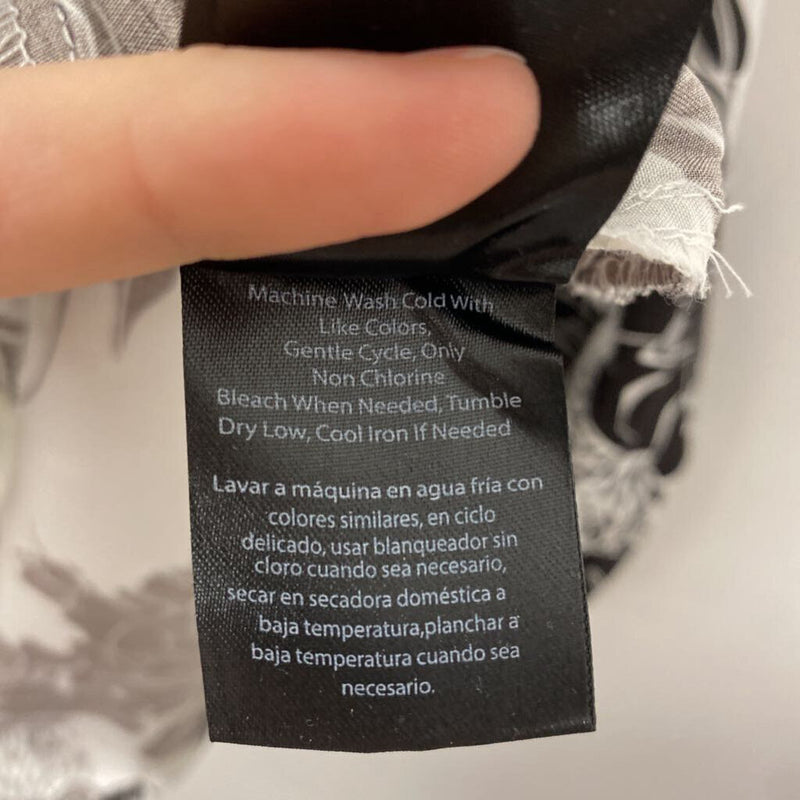 Machine Wash Cold With
Like Colors,
Gentle Cycle, Only
Non Chlorine
Bleach When Needed, Tumble
Dry Low, Cool Iron If Needed
Lavar a máquina en agua fría con
colores similares, en ciclo
delicado, usar blanqueador sin
cloro cuando sea necesario,
secar en secadora doméstica a
baja temperatura,planchar a
baja temperatura cuando sea
necesario.